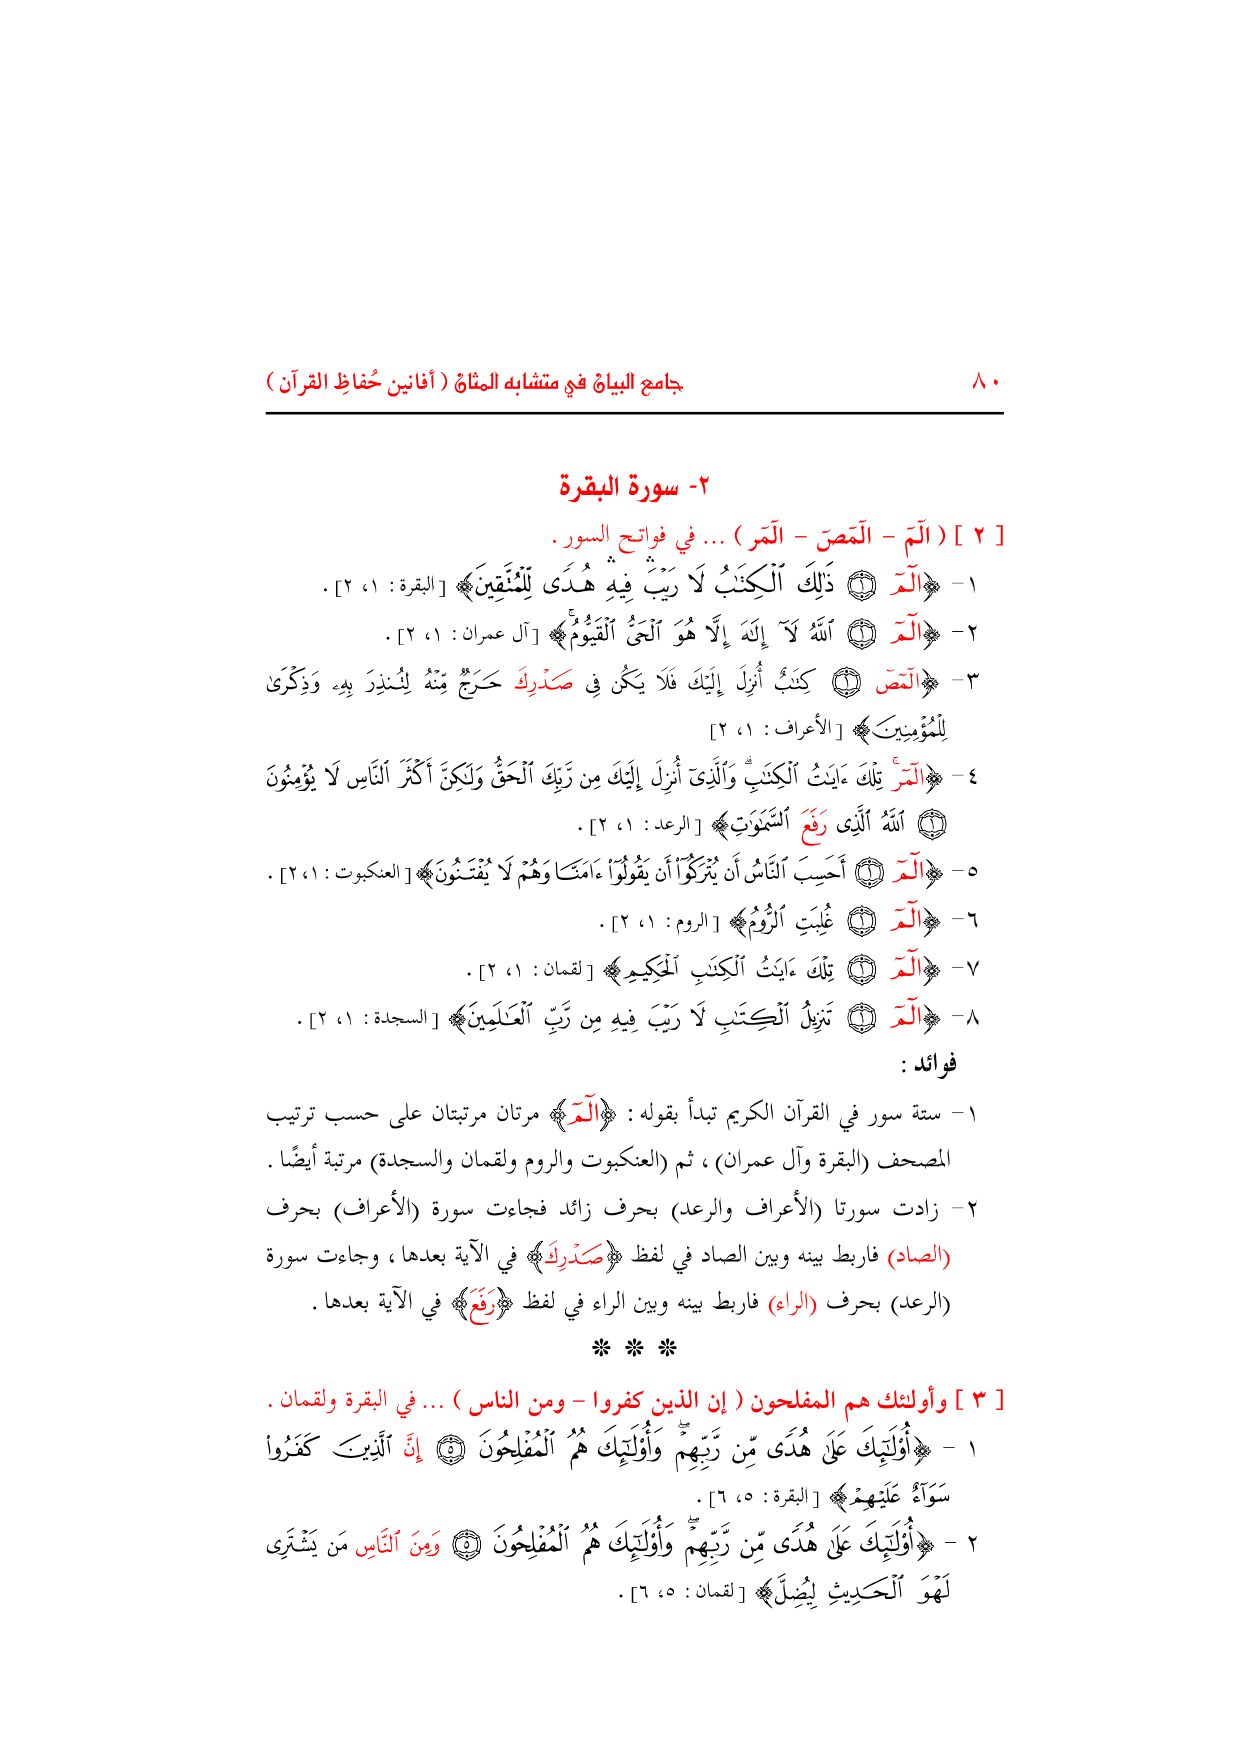 ٨٠ جامع البيان في متشابه المثان ( أفانين حُفاظِ القرآن )
٢- سورة البقرة
[ ٢ ] ( الٓمٓ – الٓمٓصٓ – الٓمٓر ) ... في فواتح السور .
١- ﴿الٓمٓ ۝١ ذَٰلِكَ ٱلْكِتَٰبُ لَا رَيْبَ ۛ فِيهِ ۛ هُدًى لِّلْمُتَّقِينَ﴾ [البقرة : ١، ٢] .
٢- ﴿الٓمٓ ۝١ ٱللَّهُ لَآ إِلَٰهَ إِلَّا هُوَ ٱلْحَىُّ ٱلْقَيُّومُ ۚ﴾ [آل عمران : ١، ٢] .
٣- ﴿الٓمٓصٓ ۝١ كِتَٰبٌ أُنزِلَ إِلَيْكَ فَلَا يَكُن فِى صَدْرِكَ حَرَجٌ مِّنْهُ لِتُنذِرَ بِهِۦ وَذِكْرَىٰ
لِلْمُؤْمِنِينَ﴾ [الأعراف : ١، ٢]
٤- ﴿الٓمٓر ۚ تِلْكَ ءَايَٰتُ ٱلْكِتَٰبِ ۗ وَٱلَّذِىٓ أُنزِلَ إِلَيْكَ مِن رَّبِّكَ ٱلْحَقُّ وَلَٰكِنَّ أَكْثَرَ ٱلنَّاسِ لَا يُؤْمِنُونَ
۝١ ٱللَّهُ ٱلَّذِى رَفَعَ ٱلسَّمَٰوَٰتِ﴾ [الرعد : ١، ٢] .
٥- ﴿الٓمٓ ۝١ أَحَسِبَ ٱلنَّاسُ أَن يُتْرَكُوٓا۟ أَن يَقُولُوٓا۟ ءَامَنَّا وَهُمْ لَا يُفْتَنُونَ﴾ [العنكبوت : ١، ٢] .
٦- ﴿الٓمٓ ۝١ غُلِبَتِ ٱلرُّومُ﴾ [الروم : ١، ٢] .
٧- ﴿الٓمٓ ۝١ تِلْكَ ءَايَٰتُ ٱلْكِتَٰبِ ٱلْحَكِيمِ﴾ [لقمان : ١، ٢] .
٨- ﴿الٓمٓ ۝١ تَنزِيلُ ٱلْكِتَٰبِ لَا رَيْبَ فِيهِ مِن رَّبِّ ٱلْعَٰلَمِينَ﴾ [السجدة : ١، ٢] .
فوائد :
١- ستة سور في القرآن الكريم تبدأ بقوله : ﴿الٓمٓ﴾ مرتان مرتبتان على حسب ترتيب
المصحف (البقرة وآل عمران) ، ثم (العنكبوت والروم ولقمان والسجدة) مرتبة أيضًا .
٢- زادت سورتا (الأعراف والرعد) بحرف زائد فجاءت سورة (الأعراف) بحرف
(الصاد) فاربط بينه وبين الصاد في لفظ ﴿صَدْرِكَ﴾ في الآية بعدها ، وجاءت سورة
(الرعد) بحرف (الراء) فاربط بينه وبين الراء في لفظ ﴿رَفَعَ﴾ في الآية بعدها .
* * *
[ ٣ ] وأولئك هم المفلحون ( إن الذين كفروا – ومن الناس ) ... في البقرة ولقمان .
١ - ﴿أُو۟لَٰٓئِكَ عَلَىٰ هُدًى مِّن رَّبِّهِمْ ۖ وَأُو۟لَٰٓئِكَ هُمُ ٱلْمُفْلِحُونَ ۝٥ إِنَّ ٱلَّذِينَ كَفَرُوا۟
سَوَآءٌ عَلَيْهِمْ﴾ [البقرة : ٥، ٦] .
٢ - ﴿أُو۟لَٰٓئِكَ عَلَىٰ هُدًى مِّن رَّبِّهِمْ ۖ وَأُو۟لَٰٓئِكَ هُمُ ٱلْمُفْلِحُونَ ۝٥ وَمِنَ ٱلنَّاسِ مَن يَشْتَرِى
لَهْوَ ٱلْحَدِيثِ لِيُضِلَّ﴾ [لقمان : ٥، ٦] .